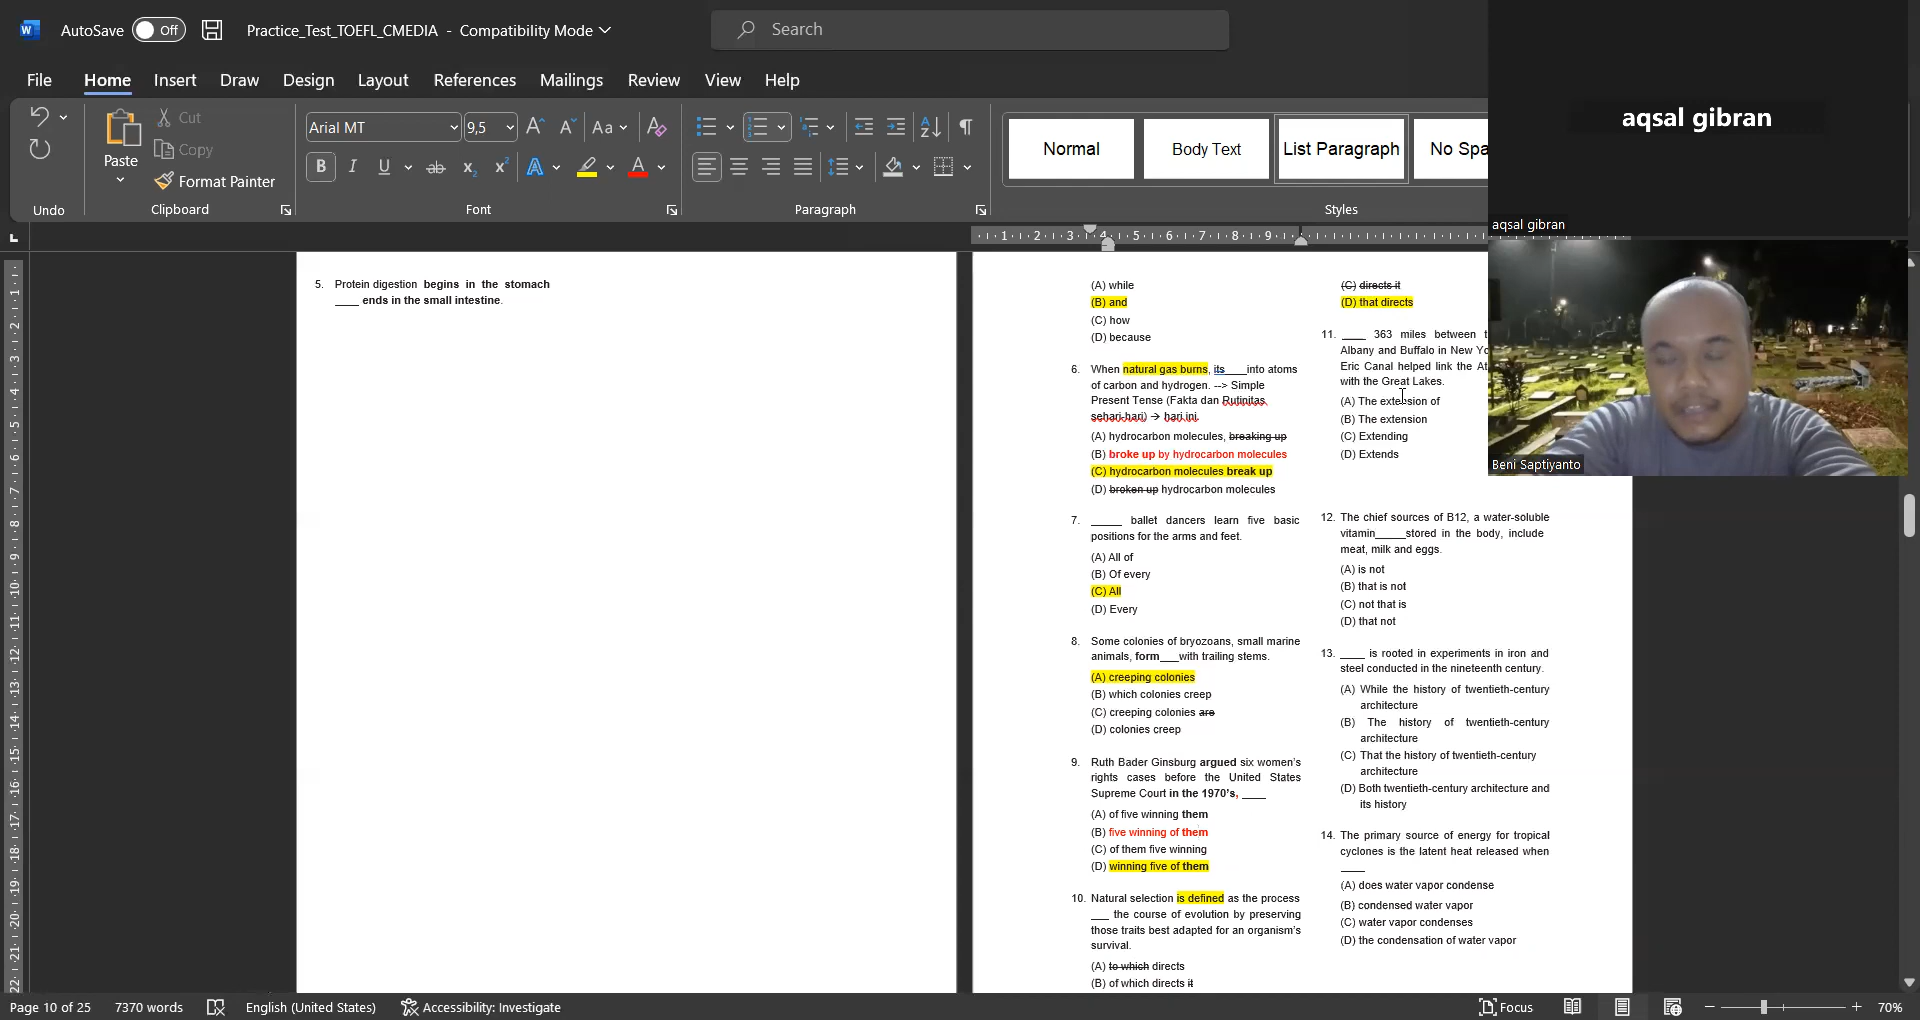 AutoSave Off Practice_Test_TOEFL_CMEDIA - Compatibility Mode
Search
File Home Insert Draw Design Layout References Mailings Review View Help
Paste
Cut
Copy
Format Painter
Arial MT 9,5
Normal Body Text List Paragraph No Spa
Undo Clipboard Font Paragraph Styles
aqsal gibran
aqsal gibran
Beni Saptiyanto
5. Protein digestion begins in the stomach
____ ends in the small intestine.
(A) while
(B) and
(C) how
(D) because
6. When natural gas burns, its____into atoms
of carbon and hydrogen. --> Simple
Present Tense (Fakta dan Rutinitas
sehari-hari) → hari ini.
(A) hydrocarbon molecules, breaking up
(B) broke up by hydrocarbon molecules
(C) hydrocarbon molecules break up
(D) broken up hydrocarbon molecules
7. _____ ballet dancers learn five basic
positions for the arms and feet.
(A) All of
(B) Of every
(C) All
(D) Every
8. Some colonies of bryozoans, small marine
animals, form___with trailing stems.
(A) creeping colonies
(B) which colonies creep
(C) creeping colonies are
(D) colonies creep
9. Ruth Bader Ginsburg argued six women's
rights cases before the United States
Supreme Court in the 1970's, ____
(A) of five winning them
(B) five winning of them
(C) of them five winning
(D) winning five of them
10. Natural selection is defined as the process
___ the course of evolution by preserving
those traits best adapted for an organism's
survival.
(A) to which directs
(B) of which directs it
(C) directs it
(D) that directs
11. ____ 363 miles between t
Albany and Buffalo in New Yo
Eric Canal helped link the At
with the Great Lakes.
(A) The extension of
(B) The extension
(C) Extending
(D) Extends
12. The chief sources of B12, a water-soluble
vitamin_____stored in the body, include
meat, milk and eggs.
(A) is not
(B) that is not
(C) not that is
(D) that not
13. ____ is rooted in experiments in iron and
steel conducted in the nineteenth century.
(A) While the history of twentieth-century
architecture
(B) The history of twentieth-century
architecture
(C) That the history of twentieth-century
architecture
(D) Both twentieth-century architecture and
its history
14. The primary source of energy for tropical
cyclones is the latent heat released when
____
(A) does water vapor condense
(B) condensed water vapor
(C) water vapor condenses
(D) the condensation of water vapor
Page 10 of 25 7370 words English (United States) Accessibility: Investigate Focus 70%